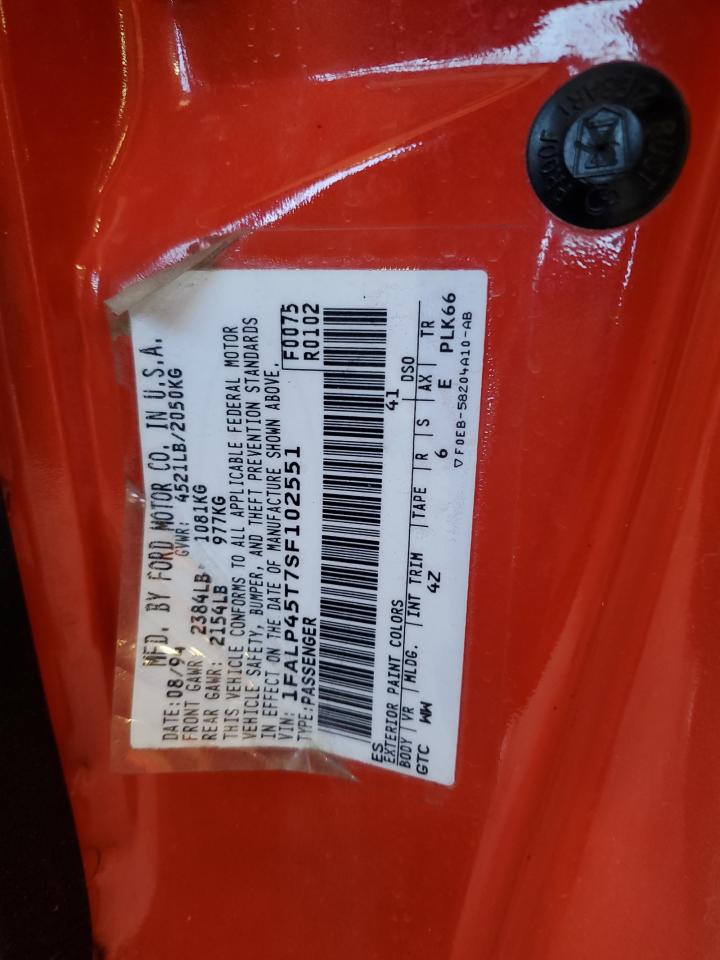 MFD. BY FORD MOTOR CO. IN U.S.A.
DATE: 08/94 GVWR: 4521LB/2050KG
FRONT GAWR: 2384LB 1081KG
REAR GAWR: 2154LB 977KG
THIS VEHICLE CONFORMS TO ALL APPLICABLE FEDERAL MOTOR
VEHICLE SAFETY, BUMPER, AND THEFT PREVENTION STANDARDS
IN EFFECT ON THE DATE OF MANUFACTURE SHOWN ABOVE.
VIN: 1FALP45T7SF102551
TYPE: PASSENGER
F0075
R0102
ES 41
EXTERIOR PAINT COLORS DSO
BODY VR MLDG. INT TRIM TAPE R S AX TR
GTC WW 4Z 6 E PLK66
▽F0EB-58204A10-AB
ZIEBART
RUST